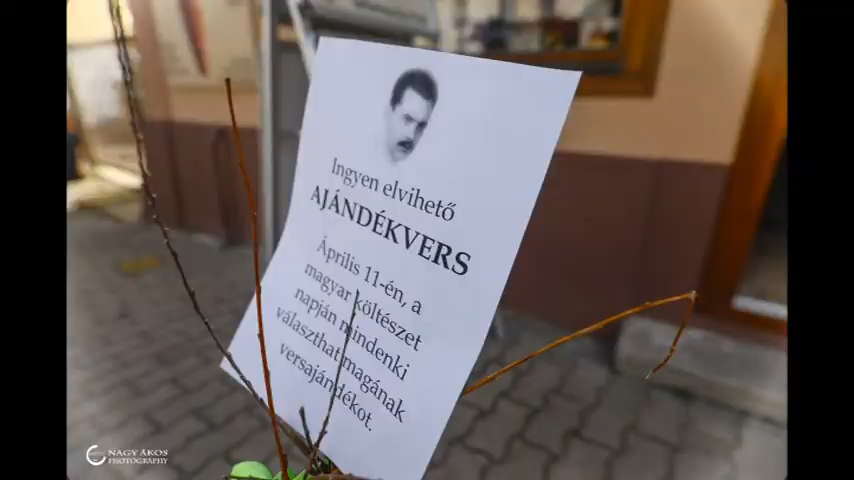 Ingyen elvihető
AJÁNDÉKVERS
Április 11-én, a
magyar költészet
napján mindenki
választhat magának
versajándékot.
NAGY ÁKOS
PHOTOGRAPHY